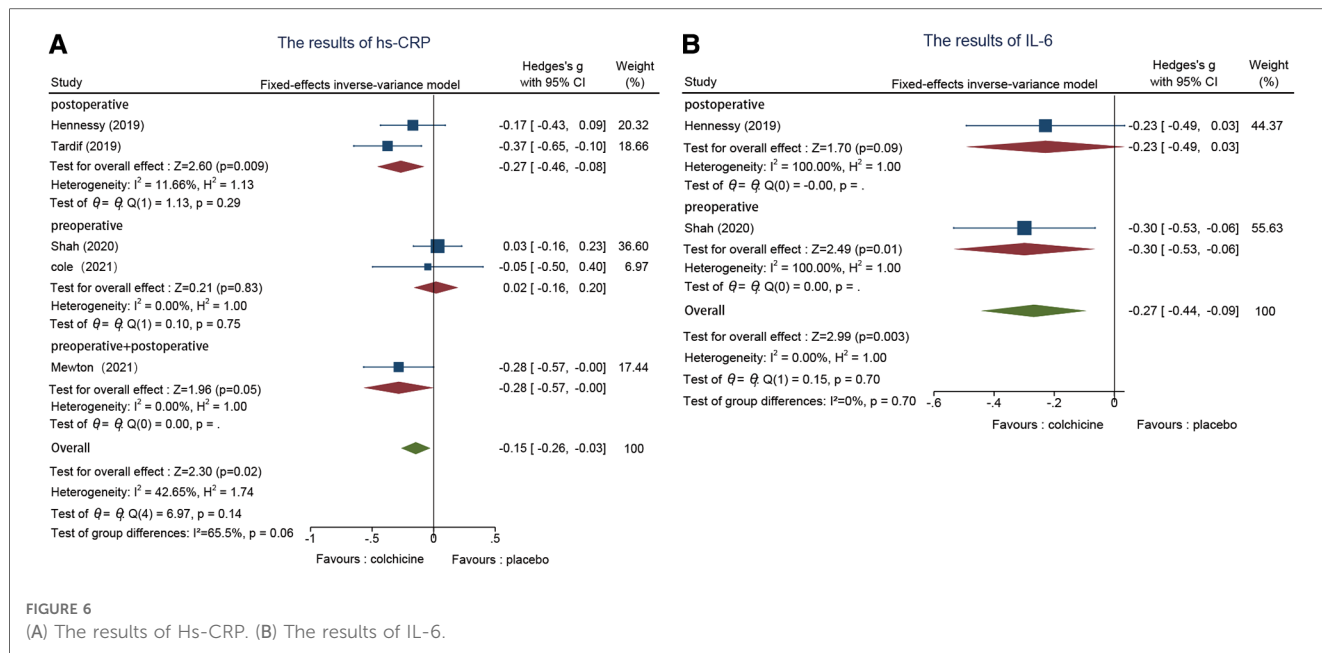 A
The results of hs-CRP
Hedges's g Weight
Study Fixed-effects inverse-variance model with 95% CI (%)
postoperative
Hennessy (2019) -0.17 [ -0.43, 0.09] 20.32
Tardif (2019) -0.37 [ -0.65, -0.10] 18.66
Test for overall effect : Z=2.60 (p=0.009) -0.27 [ -0.46, -0.08]
Heterogeneity: I² = 11.66%, H² = 1.13
Test of θ = θ: Q(1) = 1.13, p = 0.29
preoperative
Shah (2020) 0.03 [ -0.16, 0.23] 36.60
cole (2021) -0.05 [ -0.50, 0.40] 6.97
Test for overall effect : Z=0.21 (p=0.83) 0.02 [ -0.16, 0.20]
Heterogeneity: I² = 0.00%, H² = 1.00
Test of θ = θ: Q(1) = 0.10, p = 0.75
preoperative+postoperative
Mewton (2021) -0.28 [ -0.57, -0.00] 17.44
Test for overall effect : Z=1.96 (p=0.05) -0.28 [ -0.57, -0.00]
Heterogeneity: I² = 0.00%, H² = 1.00
Test of θ = θ: Q(0) = 0.00, p = .
Overall -0.15 [ -0.26, -0.03] 100
Test for overall effect : Z=2.30 (p=0.02)
Heterogeneity: I² = 42.65%, H² = 1.74
Test of θ = θ: Q(4) = 6.97, p = 0.14
Test of group differences: I²=65.5%, p = 0.06
-1 -.5 0 .5
Favours : colchicine Favours : placebo
B
The results of IL-6
Hedges's g Weight
Study Fixed-effects inverse-variance model with 95% CI (%)
postoperative
Hennessy (2019) -0.23 [ -0.49, 0.03] 44.37
Test for overall effect : Z=1.70 (p=0.09) -0.23 [ -0.49, 0.03]
Heterogeneity: I² = 100.00%, H² = 1.00
Test of θ = θ: Q(0) = -0.00, p = .
preoperative
Shah (2020) -0.30 [ -0.53, -0.06] 55.63
Test for overall effect : Z=2.49 (p=0.01) -0.30 [ -0.53, -0.06]
Heterogeneity: I² = 100.00%, H² = 1.00
Test of θ = θ: Q(0) = 0.00, p = .
Overall -0.27 [ -0.44, -0.09] 100
Test for overall effect : Z=2.99 (p=0.003)
Heterogeneity: I² = 0.00%, H² = 1.00
Test of θ = θ: Q(1) = 0.15, p = 0.70
Test of group differences: I²=0%, p = 0.70
-.6 -.4 -.2 0
Favours : colchicine Favours : placebo
FIGURE 6
(A) The results of Hs-CRP. (B) The results of IL-6.